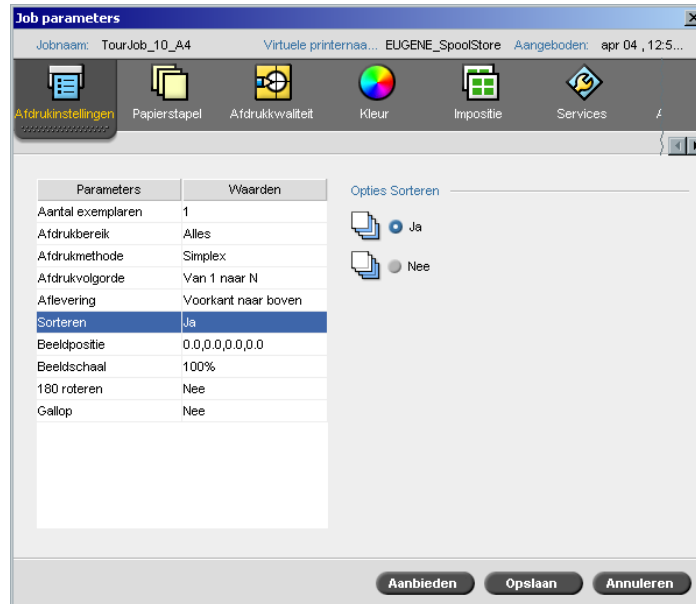 Job parameters
Jobnaam: TourJob_10_A4 Virtuele printernaa... EUGENE_SpoolStore Aangeboden: apr 04 , 12:5...
Afdrukinstellingen Papierstapel Afdrukkwaliteit Kleur Impositie Services
Parameters Waarden
Aantal exemplaren 1
Afdrukbereik Alles
Afdrukmethode Simplex
Afdrukvolgorde Van 1 naar N
Aflevering Voorkant naar boven
Sorteren Ja
Beeldpositie 0.0,0.0,0.0,0.0
Beeldschaal 100%
180 roteren Nee
Gallop Nee
Opties Sorteren
Ja
Nee
Aanbieden Opslaan Annuleren